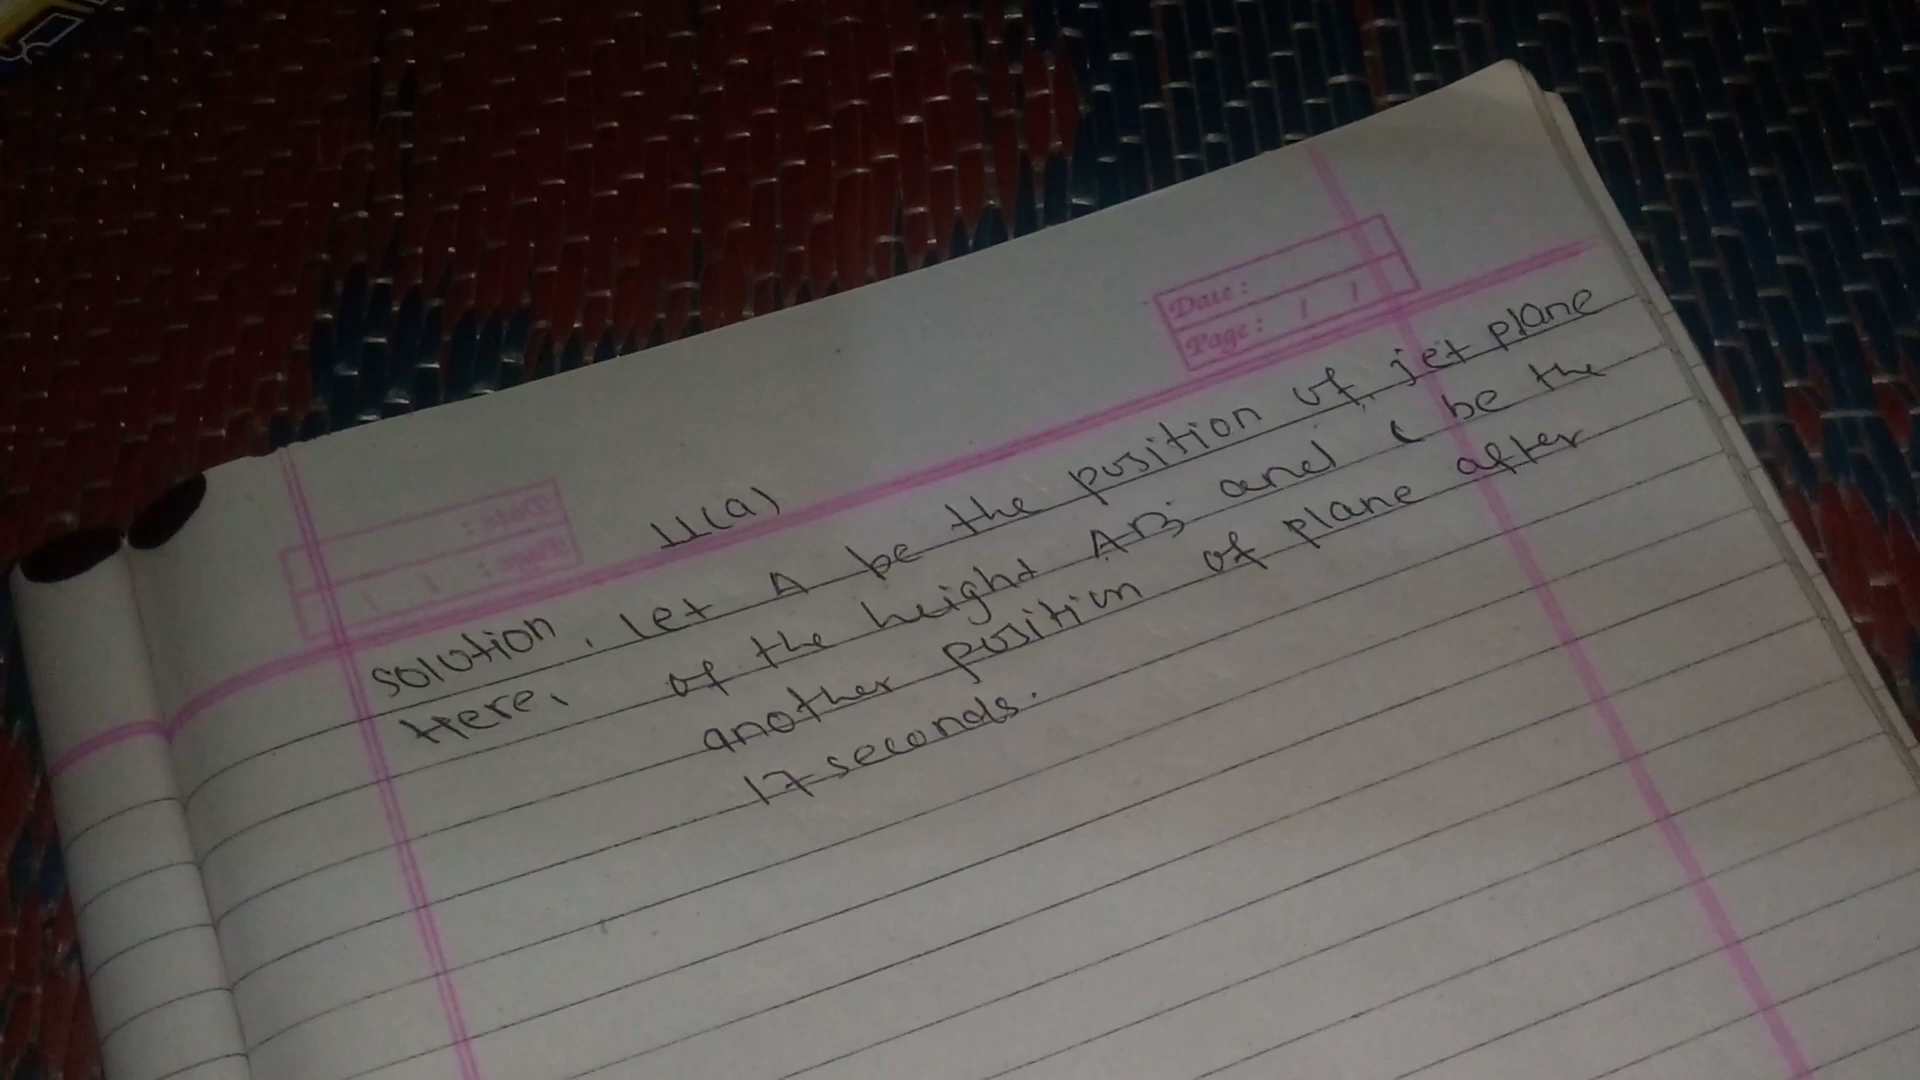 Date :
Page :
11(a)
solution,
Here, let A be the position of jet plane
of the height AB and C be the
another position of plane after
17 seconds.